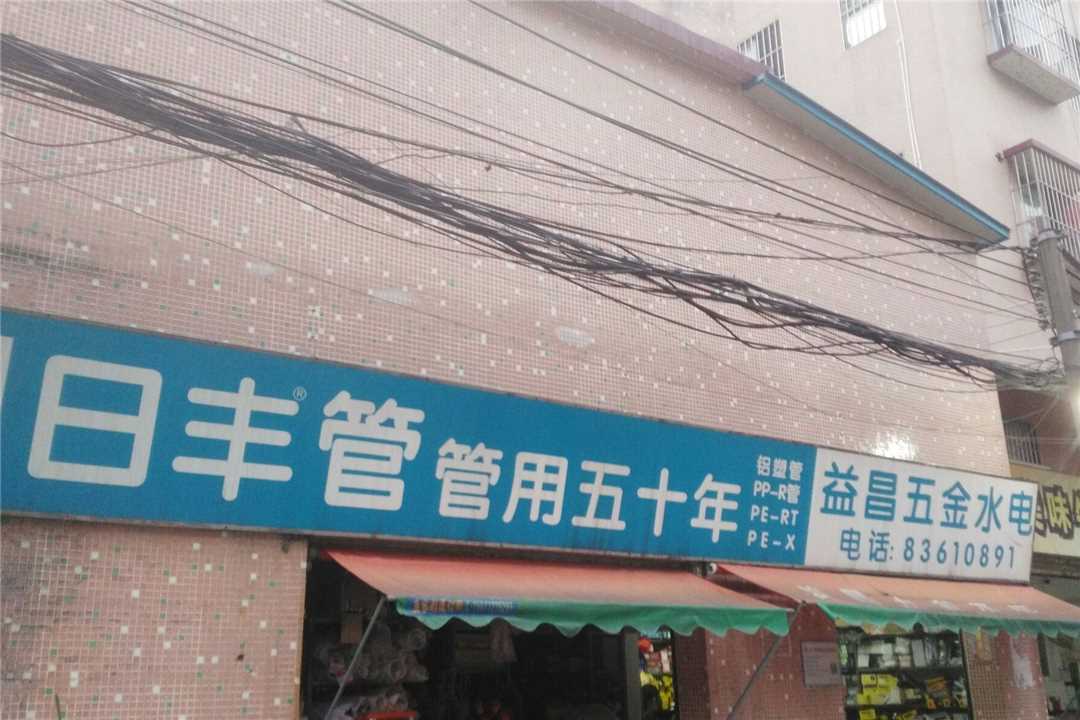 日丰®管 管用五十年
铝塑管
PP-R管
PE-RT
PE-X
益昌五金水电
电话: 83610891
味